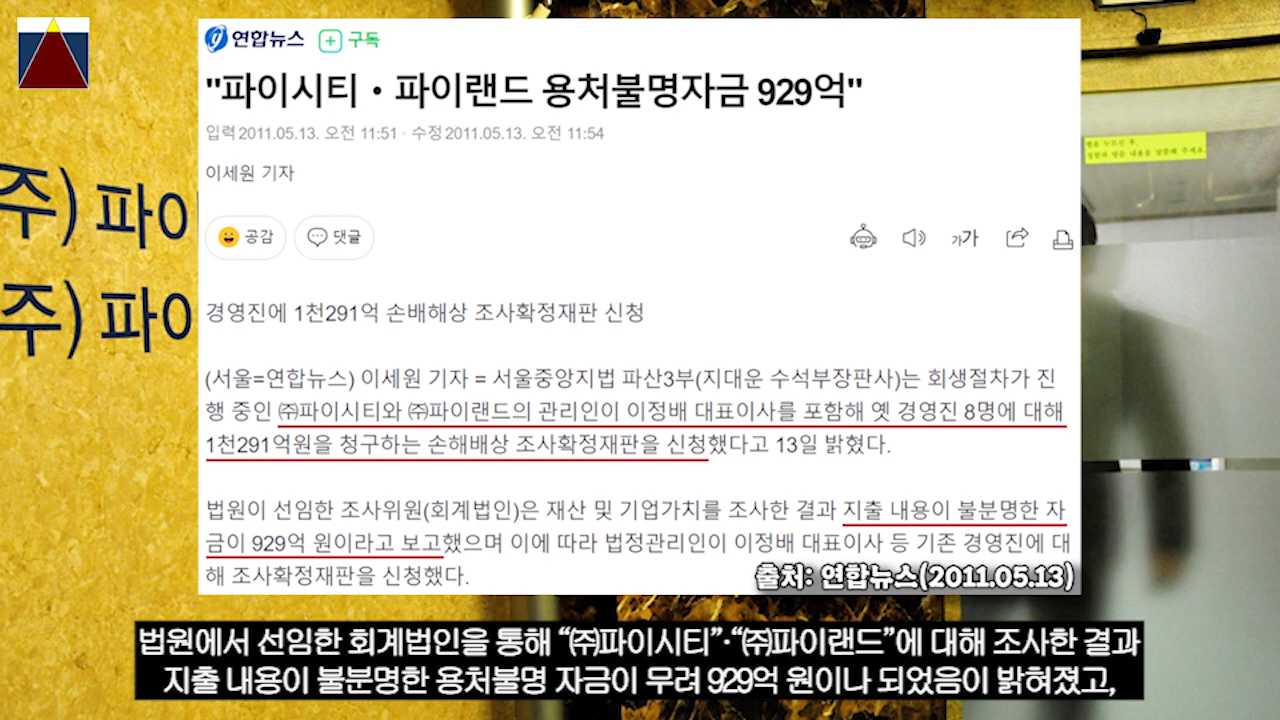 연합뉴스 구독
"파이시티・파이랜드 용처불명자금 929억"
입력 2011.05.13. 오전 11:51 · 수정 2011.05.13. 오전 11:54
이세원 기자
공감 댓글
가가
경영진에 1천291억 손배해상 조사확정재판 신청
(서울=연합뉴스) 이세원 기자 = 서울중앙지법 파산3부(지대운 수석부장판사)는 회생절차가 진
행 중인 ㈜파이시티와 ㈜파이랜드의 관리인이 이정배 대표이사를 포함해 옛 경영진 8명에 대해
1천291억원을 청구하는 손해배상 조사확정재판을 신청했다고 13일 밝혔다.
법원이 선임한 조사위원(회계법인)은 재산 및 기업가치를 조사한 결과 지출 내용이 불분명한 자
금이 929억 원이라고 보고했으며 이에 따라 법정관리인이 이정배 대표이사 등 기존 경영진에 대
해 조사확정재판을 신청했다.
출처: 연합뉴스(2011.05.13)
주) 파이
주) 파이
법원에서 선임한 회계법인을 통해 “㈜파이시티”·“㈜파이랜드”에 대해 조사한 결과
지출 내용이 불분명한 용처불명 자금이 무려 929억 원이나 되었음이 밝혀졌고,